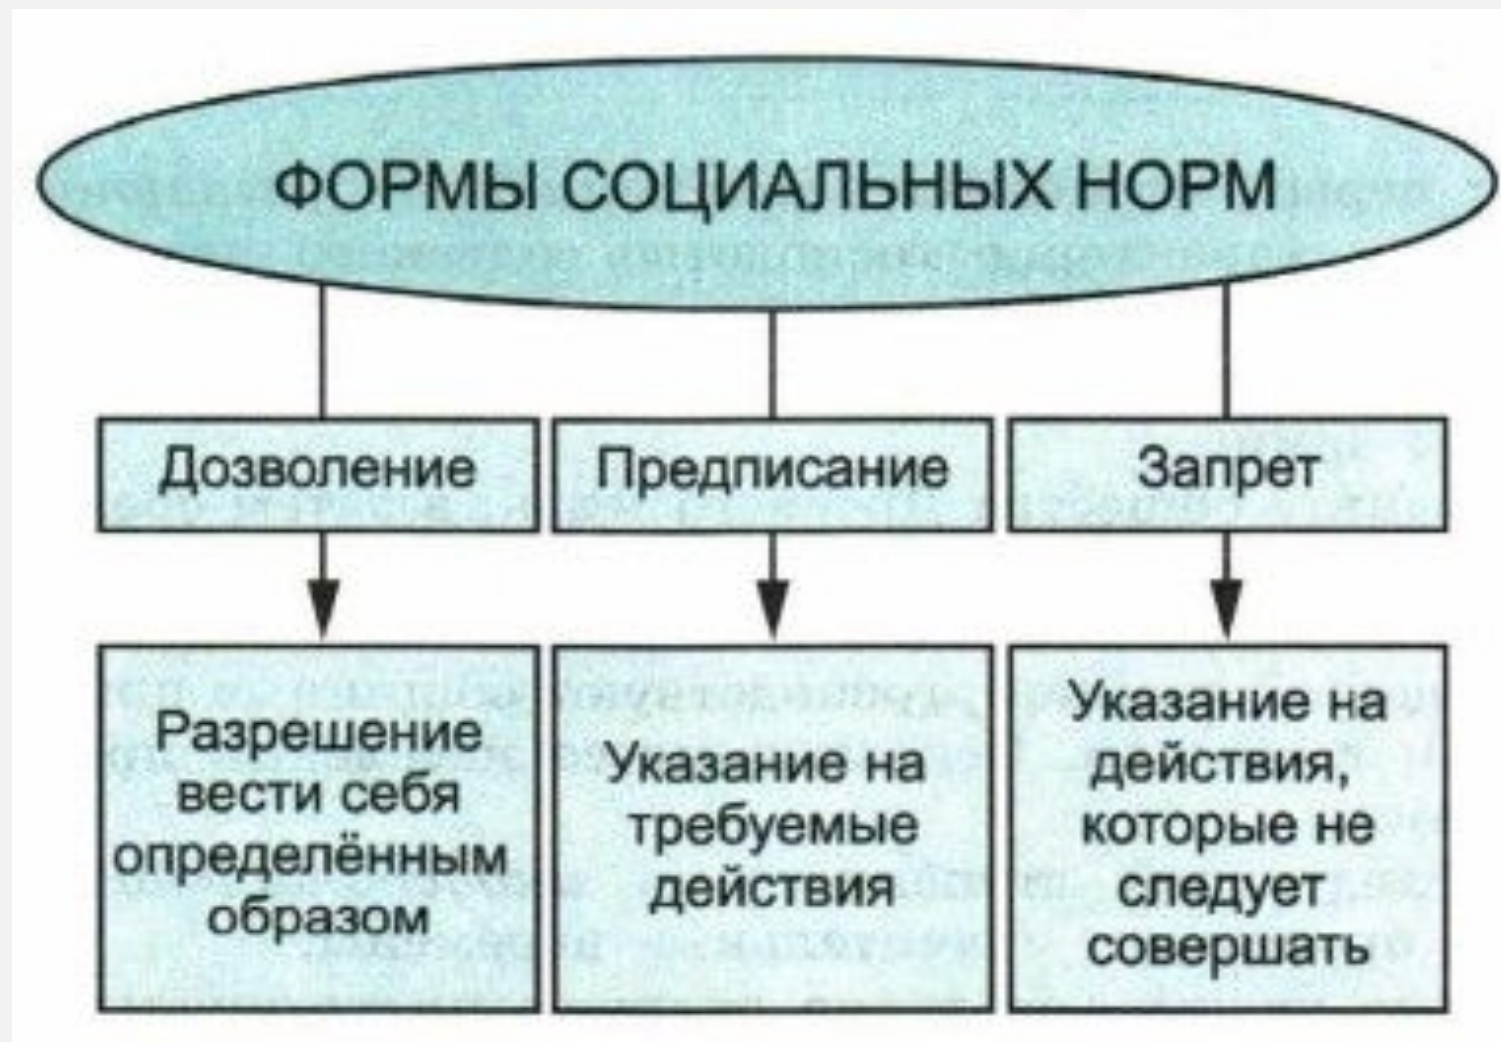 ФОРМЫ СОЦИАЛЬНЫХ НОРМ
Дозволение
Предписание
Запрет
Разрешение
вести себя
определённым
образом
Указание на
требуемые
действия
Указание на
действия,
которые не
следует
совершать